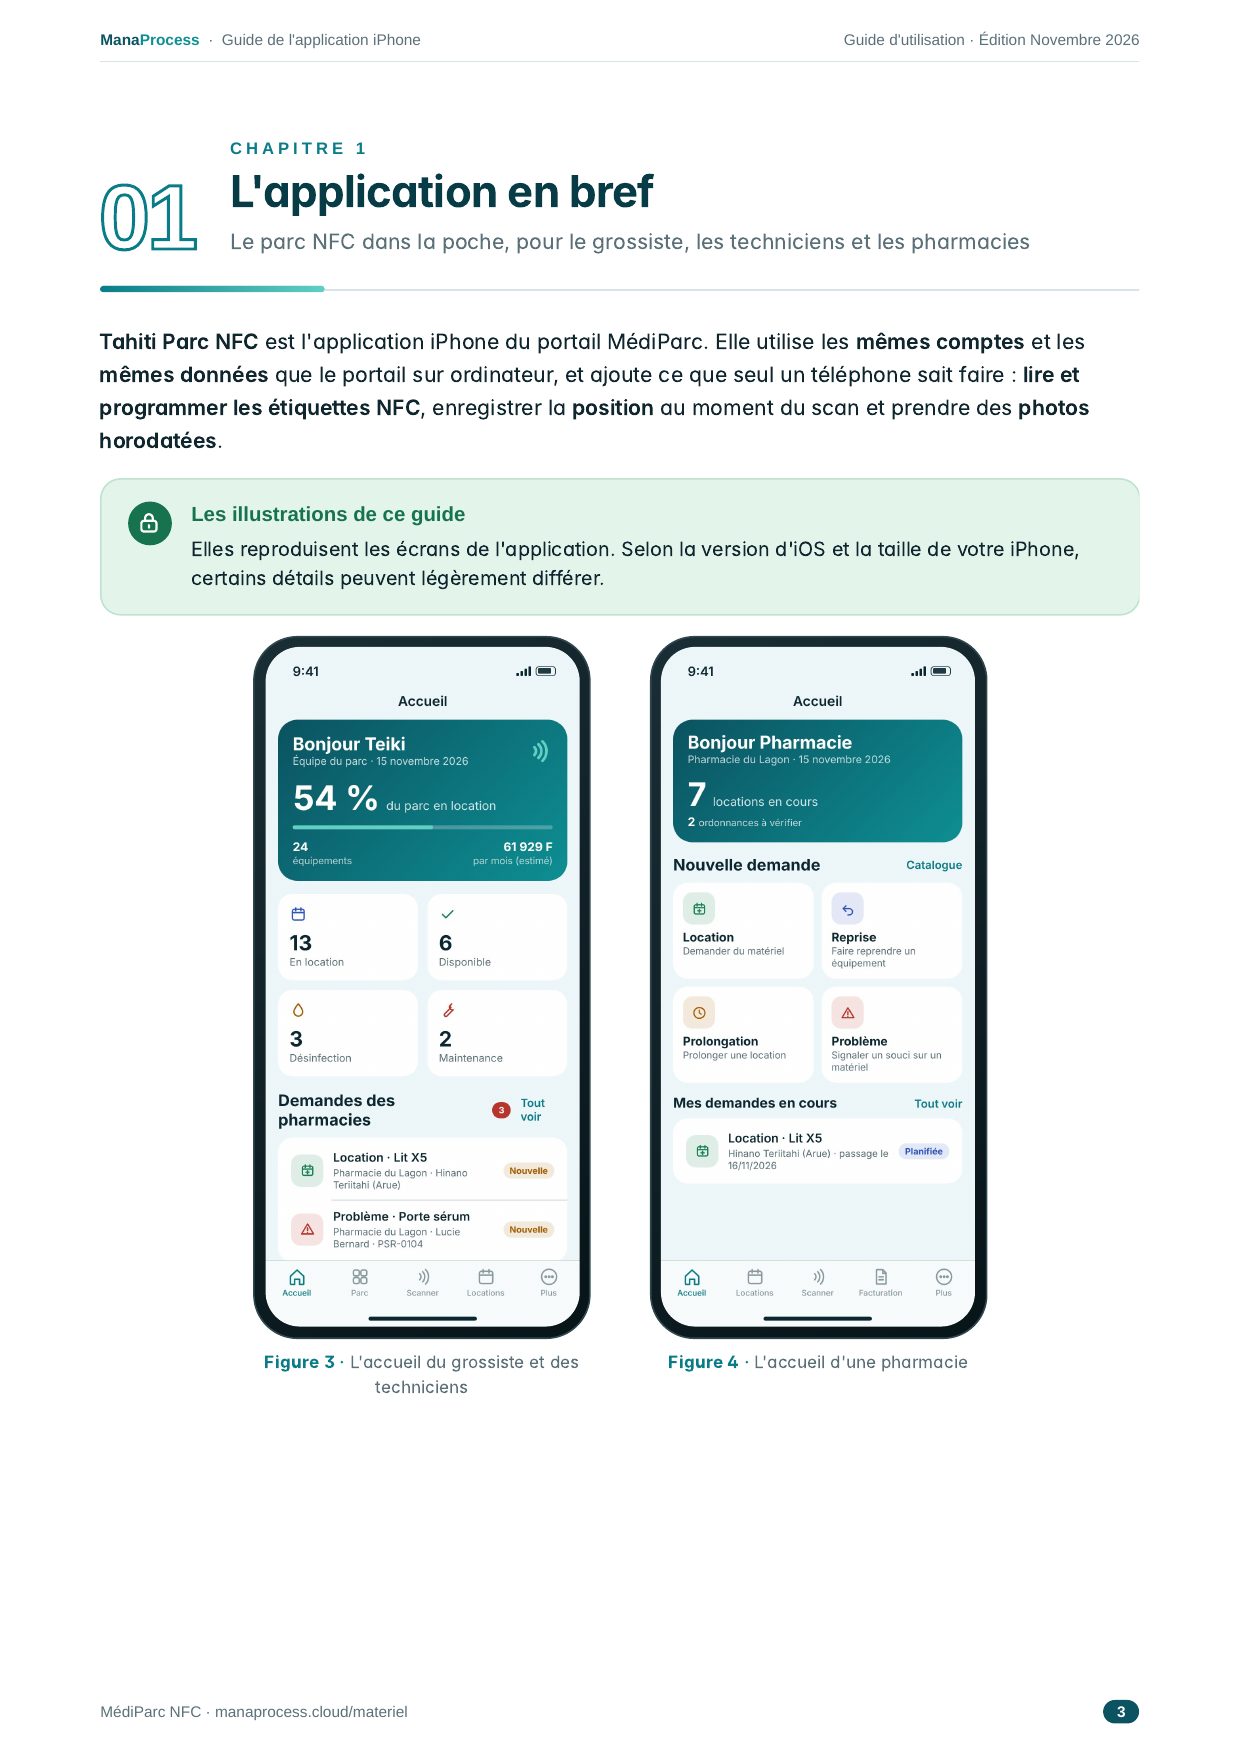 ManaProcess · Guide de l'application iPhone
Guide d'utilisation · Édition Novembre 2026
CHAPITRE 1
01
L'application en bref
Le parc NFC dans la poche, pour le grossiste, les techniciens et les pharmacies
Tahiti Parc NFC est l'application iPhone du portail MédiParc. Elle utilise les mêmes comptes et les
mêmes données que le portail sur ordinateur, et ajoute ce que seul un téléphone sait faire : lire et
programmer les étiquettes NFC, enregistrer la position au moment du scan et prendre des photos
horodatées.
Les illustrations de ce guide
Elles reproduisent les écrans de l'application. Selon la version d'iOS et la taille de votre iPhone,
certains détails peuvent légèrement différer.
9:41
Accueil
Bonjour Teiki
Équipe du parc · 15 novembre 2026
54 % du parc en location
24
équipements
61 929 F
par mois (estimé)
13
En location
6
Disponible
3
Désinfection
2
Maintenance
Demandes des
pharmacies
3
Tout
voir
Location · Lit X5
Pharmacie du Lagon · Hinano
Teriitahi (Arue)
Nouvelle
Problème · Porte sérum
Pharmacie du Lagon · Lucie
Bernard · PSR-0104
Nouvelle
Accueil
Parc
Scanner
Locations
Plus
Figure 3 · L'accueil du grossiste et des
techniciens
9:41
Accueil
Bonjour Pharmacie
Pharmacie du Lagon · 15 novembre 2026
7 locations en cours
2 ordonnances à vérifier
Nouvelle demande
Catalogue
Location
Demander du matériel
Reprise
Faire reprendre un
équipement
Prolongation
Prolonger une location
Problème
Signaler un souci sur un
matériel
Mes demandes en cours
Tout voir
Location · Lit X5
Hinano Teriitahi (Arue) · passage le
16/11/2026
Planifiée
Accueil
Locations
Scanner
Facturation
Plus
Figure 4 · L'accueil d'une pharmacie
MédiParc NFC · manaprocess.cloud/materiel
3